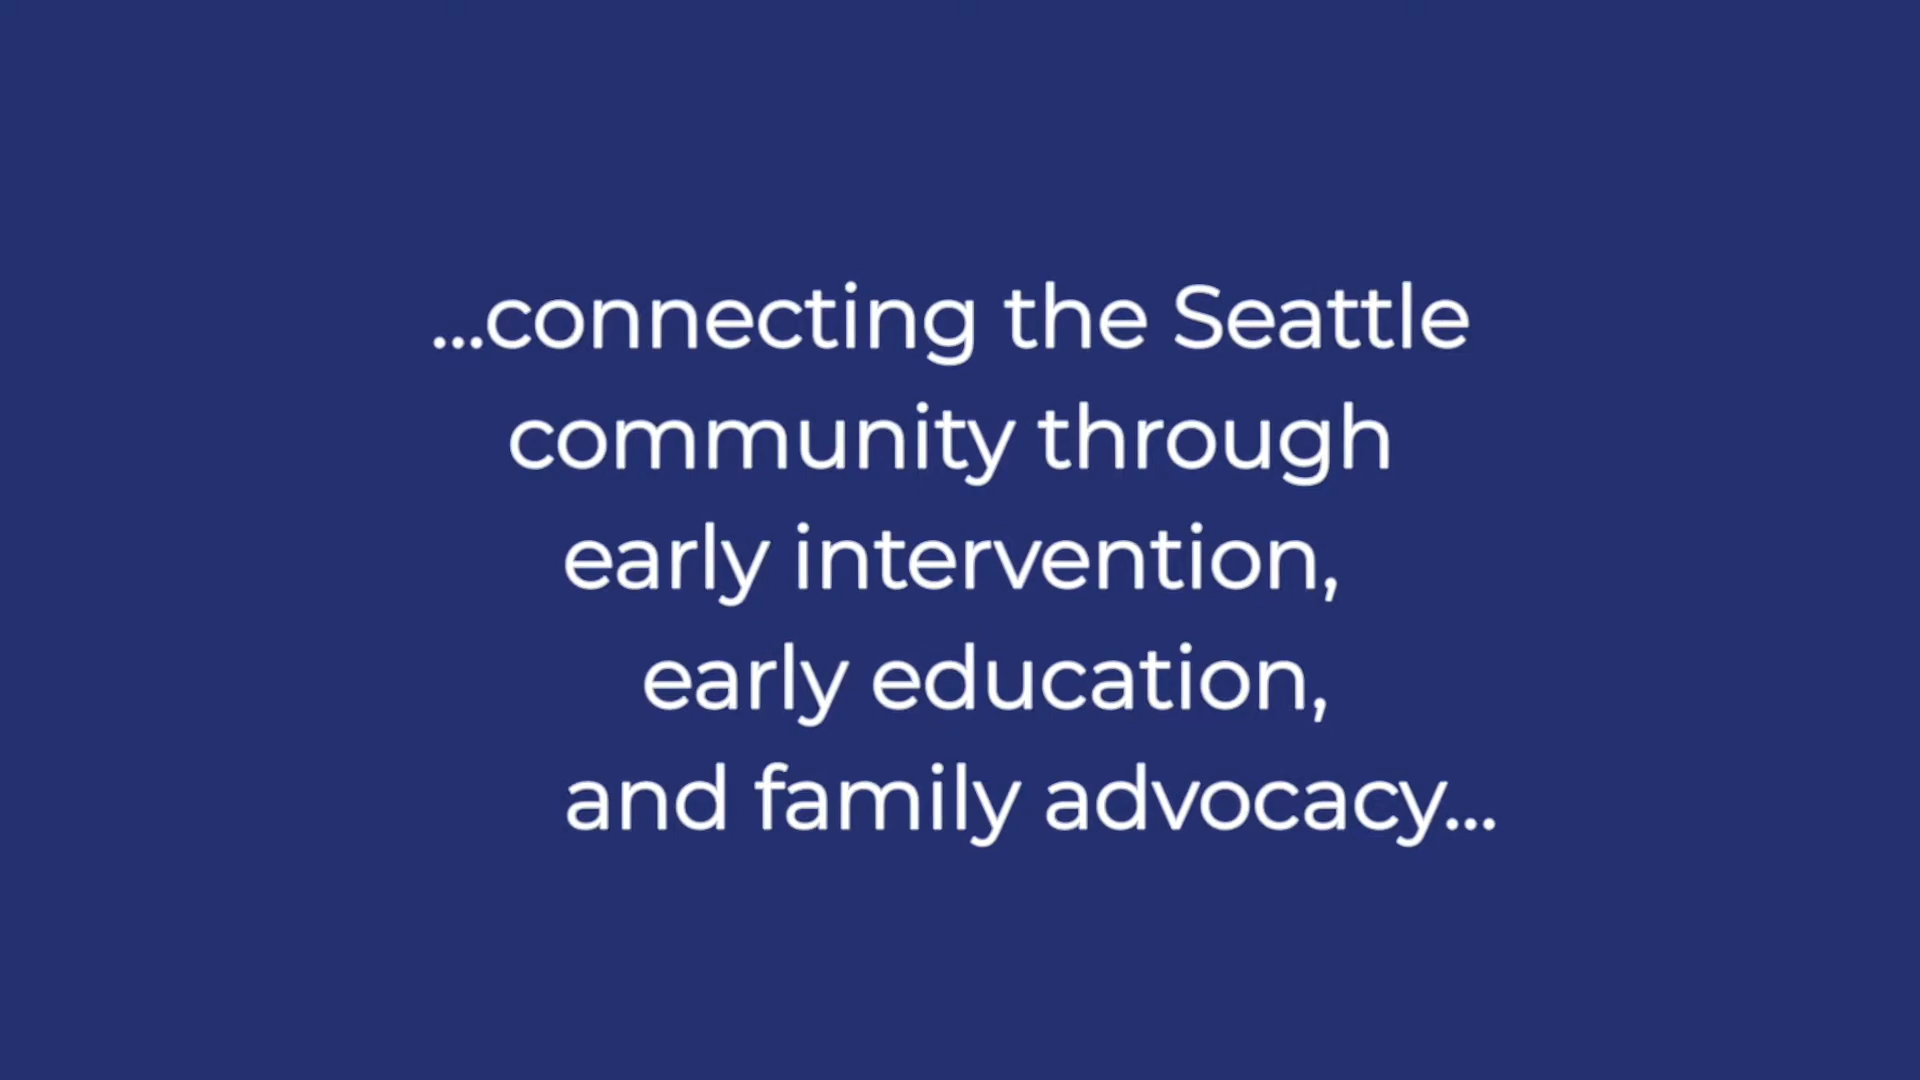 ...connecting the Seattle
community through
early intervention,
early education,
and family advocacy...